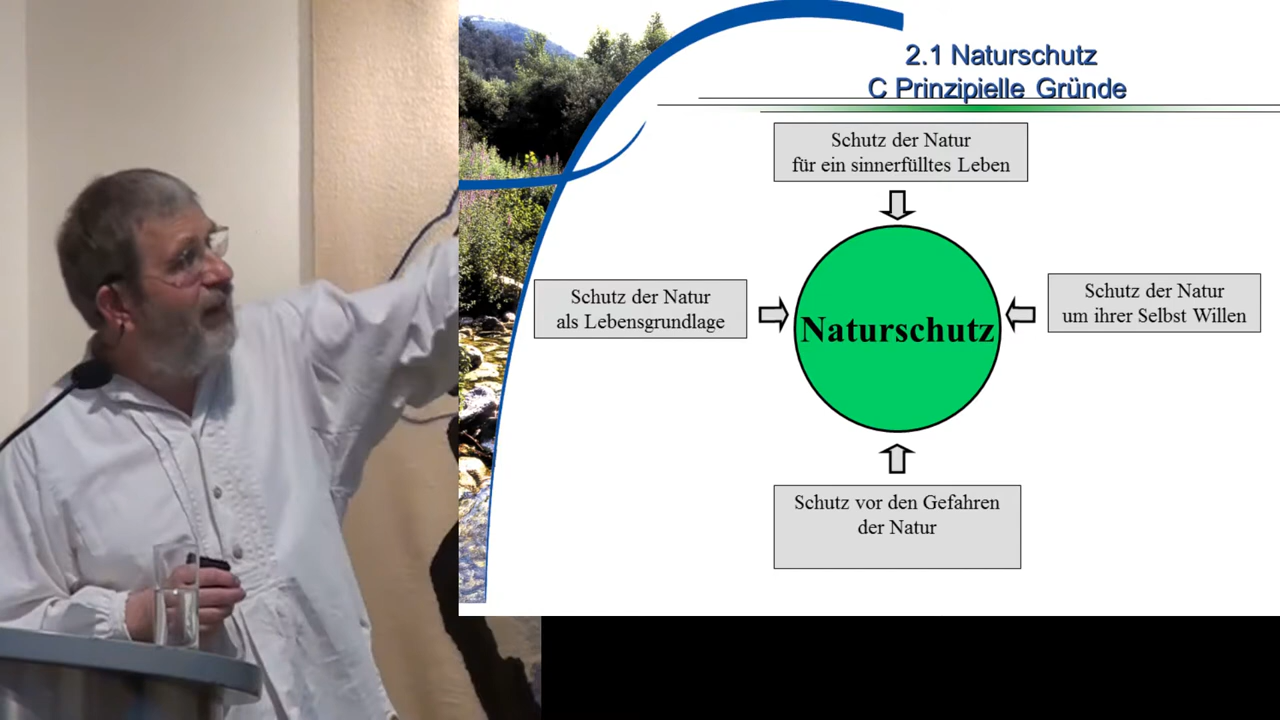 2.1 Naturschutz
C Prinzipielle Gründe
Schutz der Natur
für ein sinnerfülltes Leben
Schutz der Natur
als Lebensgrundlage
Naturschutz
Schutz der Natur
um ihrer Selbst Willen
Schutz vor den Gefahren
der Natur